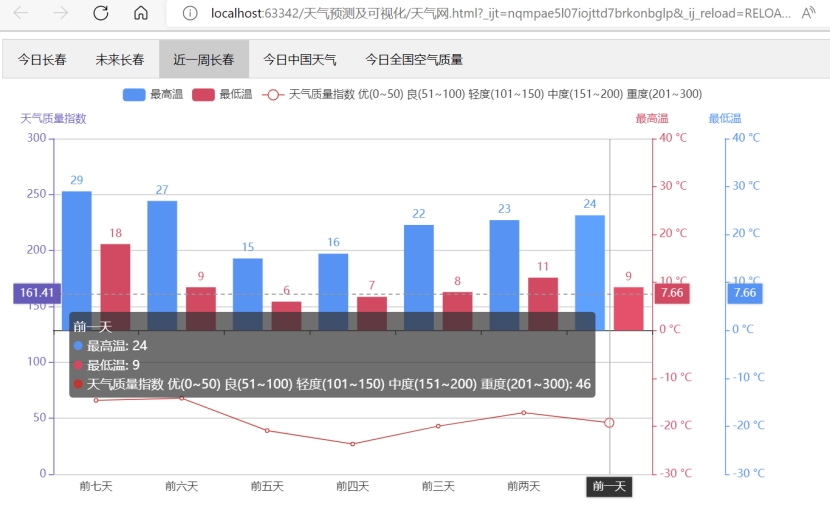 localhost:63342/天气预测及可视化/天气网.html?_ijt=nqmpae5l07iojttd7brkonbglp&_ij_reload=RELOA...
今日长春 未来长春 近一周长春 今日中国天气 今日全国空气质量
最高温 最低温 天气质量指数 优(0~50) 良(51~100) 轻度(101~150) 中度(151~200) 重度(201~300)
天气质量指数 最高温 最低温
300 40 °C 40 °C
29 27 15 16 22 23 24
250 30 °C 30 °C
18 9 6 7 8 11 9
200 20 °C 20 °C
10 °C 10 °C
161.41 7.66 7.66
150
0 °C 0 °C
前一天
最高温: 24
最低温: 9
天气质量指数 优(0~50) 良(51~100) 轻度(101~150) 中度(151~200) 重度(201~300): 46
100 -10 °C -10 °C
50 -20 °C -20 °C
0 -30 °C -30 °C
前七天 前六天 前五天 前四天 前三天 前两天 前一天